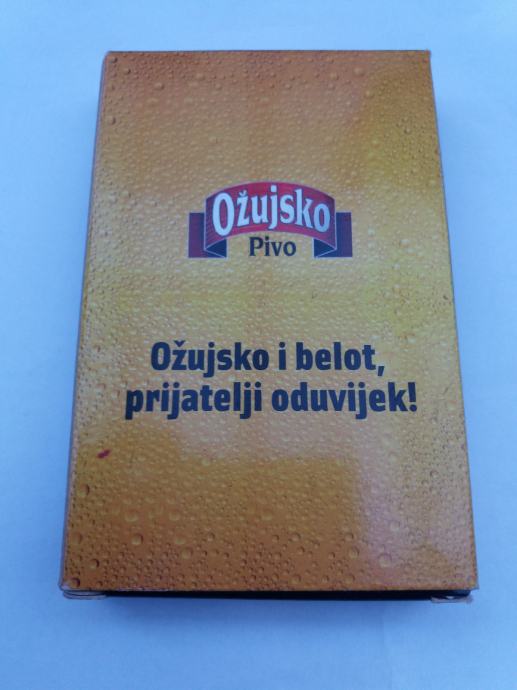 Ožujsko
Pivo
Ožujsko i belot,
prijatelji oduvijek!